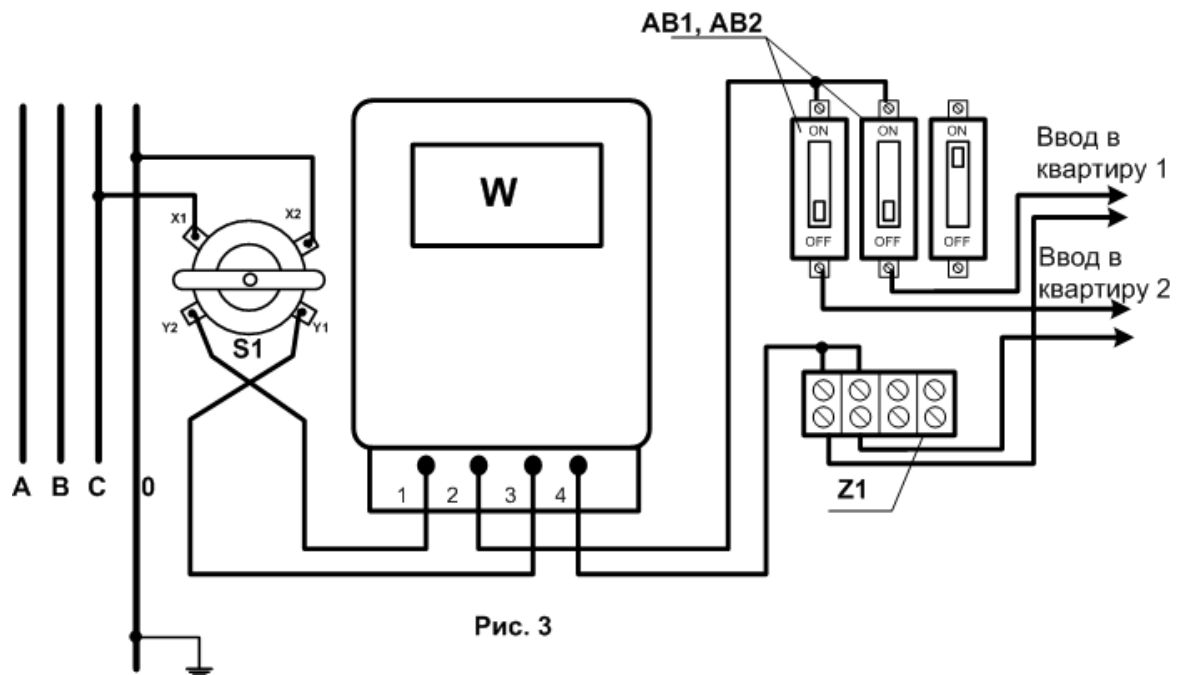 АВ1, АВ2
ON
ON
ON
OFF
OFF
OFF
Ввод в
квартиру 1
Ввод в
квартиру 2
W
X1
X2
Y2
Y1
S1
A B C 0
1 2 3 4
Z1
Рис. 3